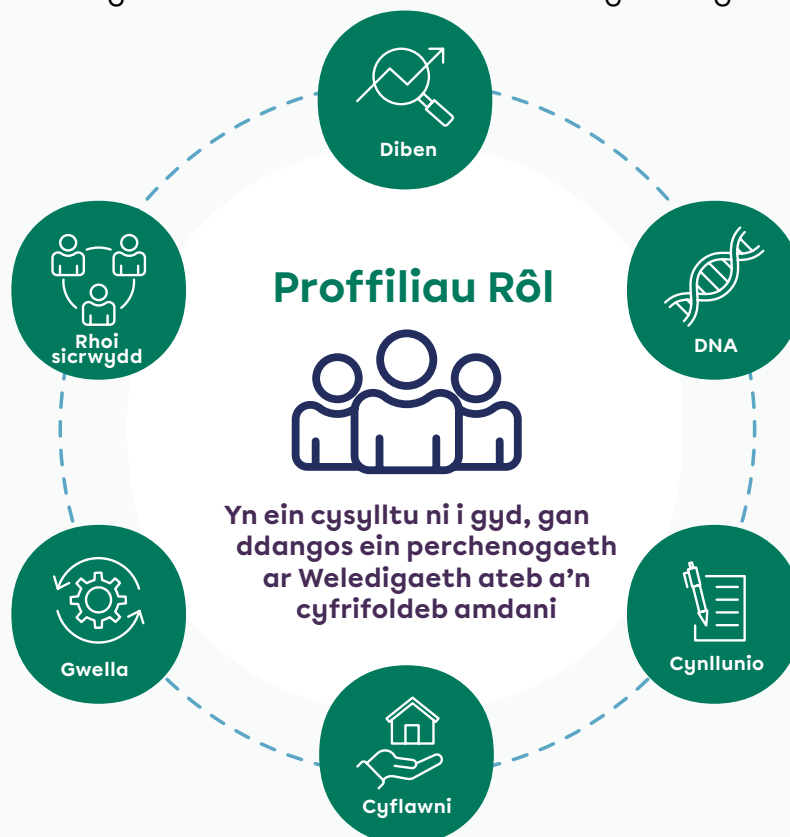 Diben
DNA
Cynllunio
Cyflawni
Gwella
Rhoi
sicrwydd
Proffiliau Rôl
Yn ein cysylltu ni i gyd, gan
ddangos ein perchenogaeth
ar Weledigaeth ateb a’n
cyfrifoldeb amdani